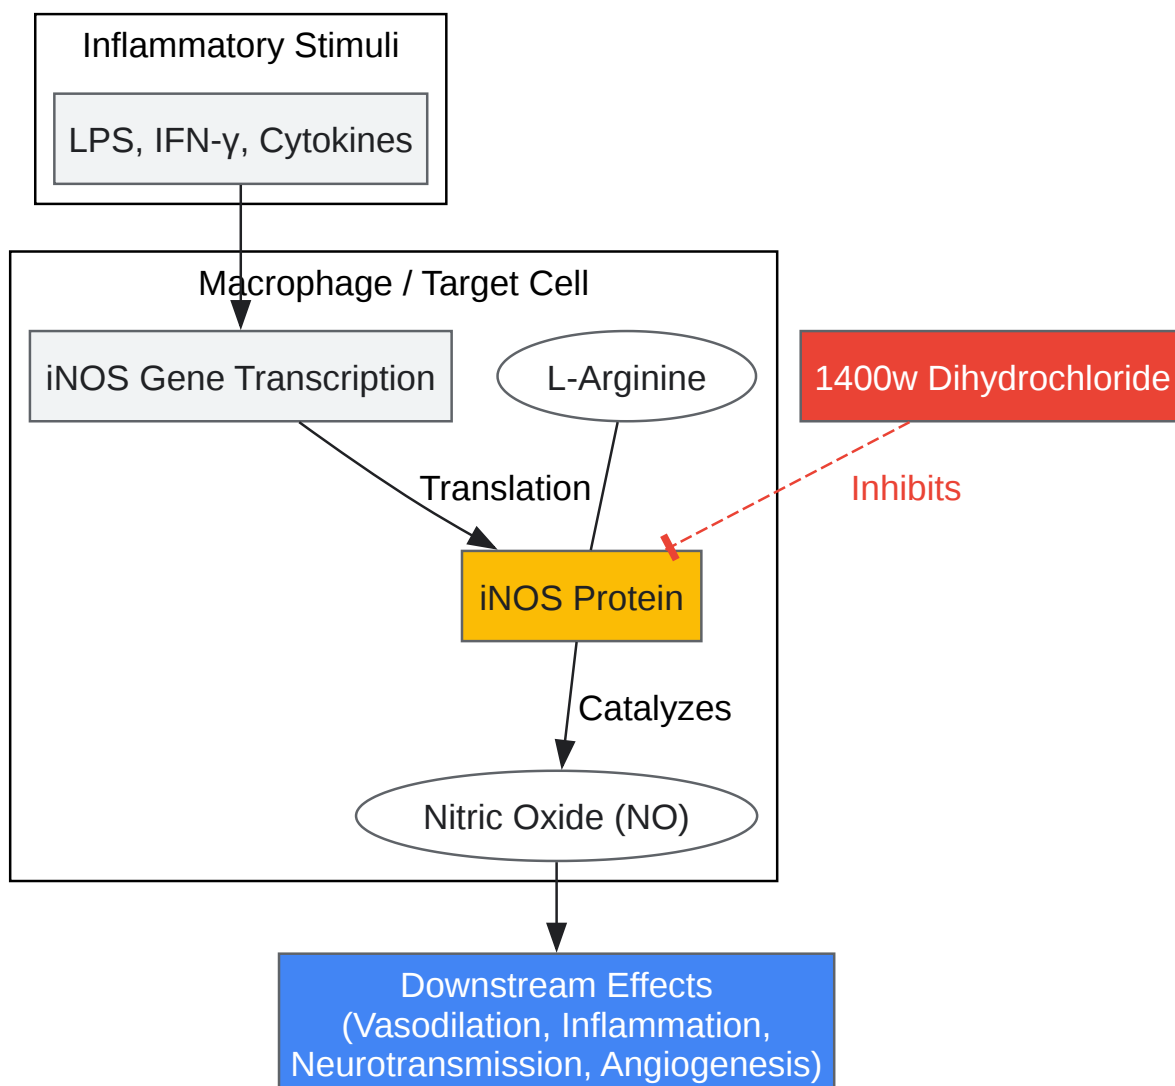 Inflammatory Stimuli
LPS, IFN-γ, Cytokines
Macrophage / Target Cell
iNOS Gene Transcription
L-Arginine
1400w Dihydrochloride
Translation
Inhibits
iNOS Protein
Catalyzes
Nitric Oxide (NO)
Downstream Effects
(Vasodilation, Inflammation,
Neurotransmission, Angiogenesis)